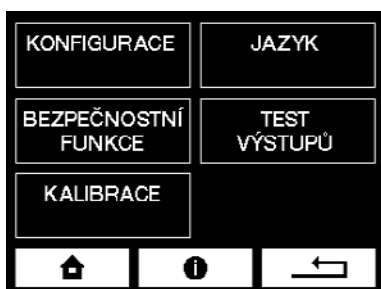 KONFIGURACE
JAZYK
BEZPEČNOSTNÍ
FUNKCE
TEST
VÝSTUPŮ
KALIBRACE